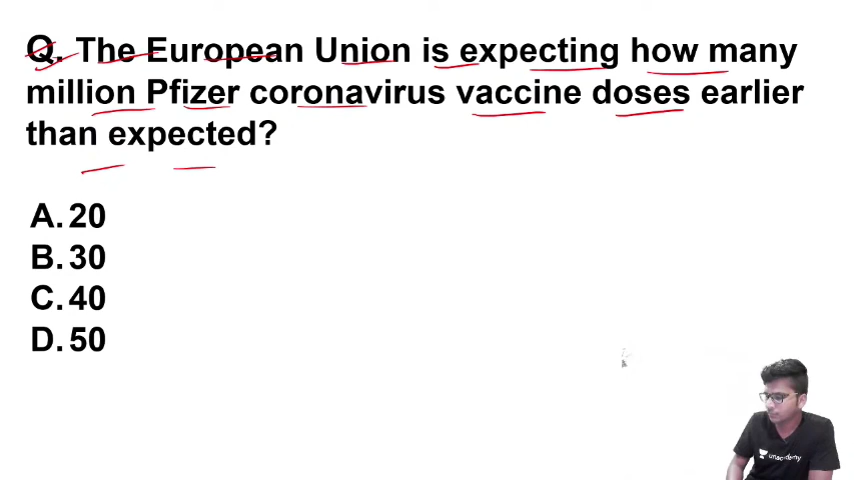 Q. The European Union is expecting how many
million Pfizer coronavirus vaccine doses earlier
than expected?
A. 20
B. 30
C. 40
D. 50
unacademy